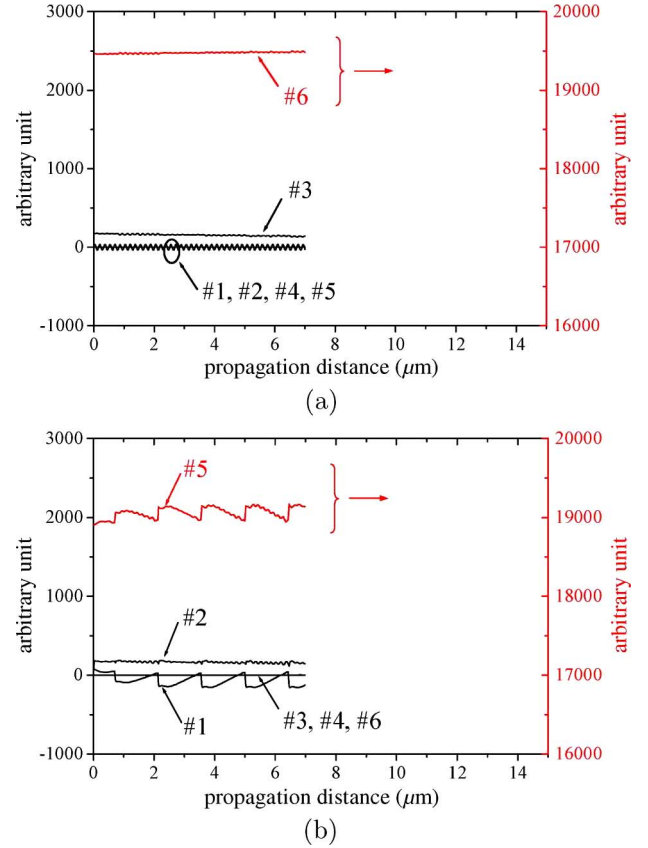 3000
20000
#6
2000
19000
1000
18000
#3
0
17000
#1, #2, #4, #5
-1000
16000
0 2 4 6 8 10 12 14
arbitrary unit
arbitrary unit
propagation distance (μm)
(a)
3000
20000
#5
2000
19000
1000
18000
#2
0
17000
#1
#3, #4, #6
-1000
16000
0 2 4 6 8 10 12 14
arbitrary unit
arbitrary unit
propagation distance (μm)
(b)